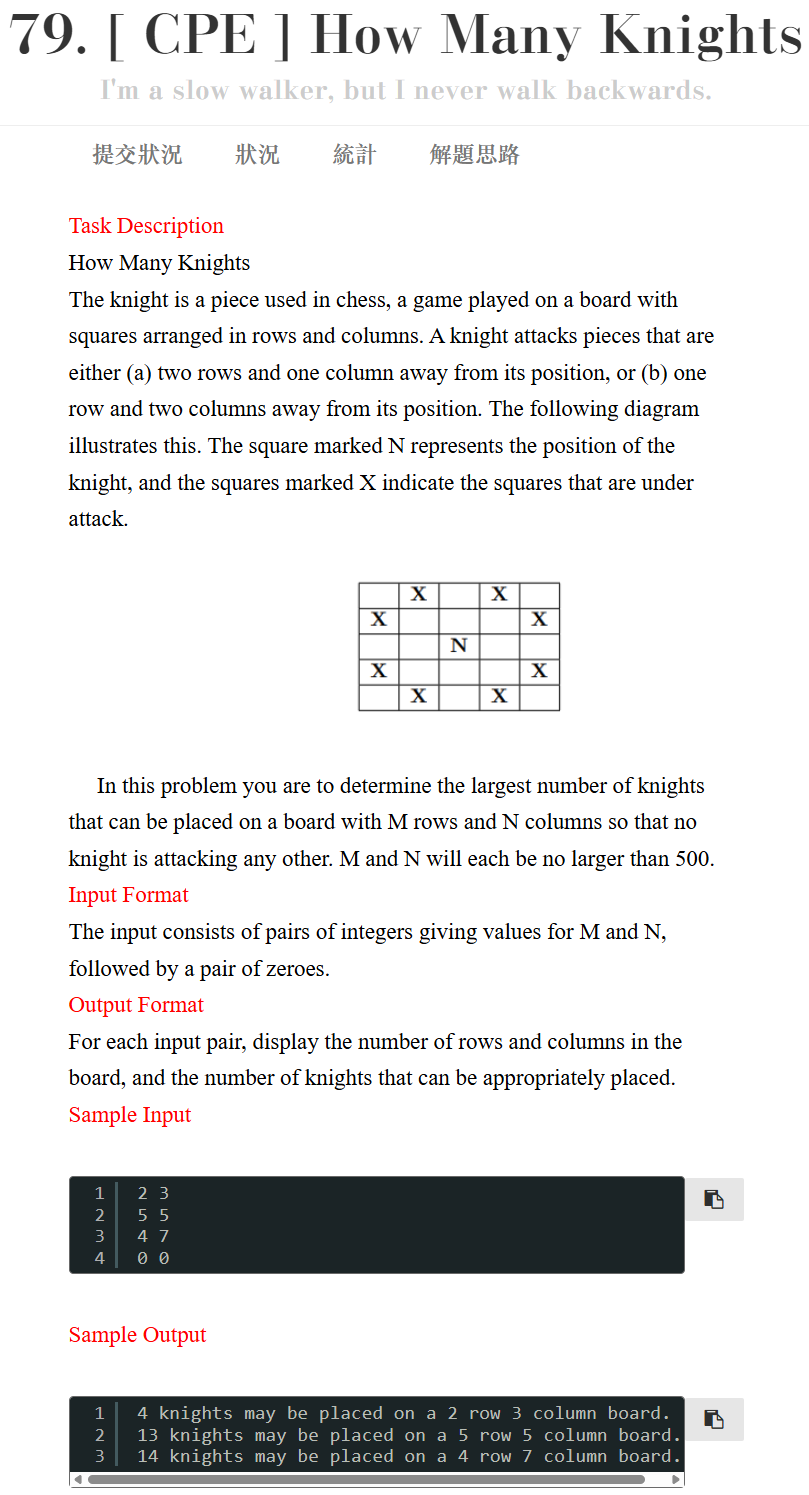 79. [ CPE ] How Many Knights
I'm a slow walker, but I never walk backwards.
提交狀況 狀況 統計 解題思路
Task Description
How Many Knights
The knight is a piece used in chess, a game played on a board with
squares arranged in rows and columns. A knight attacks pieces that are
either (a) two rows and one column away from its position, or (b) one
row and two columns away from its position. The following diagram
illustrates this. The square marked N represents the position of the
knight, and the squares marked X indicate the squares that are under
attack.
X X
X X
N
X X
X X
In this problem you are to determine the largest number of knights
that can be placed on a board with M rows and N columns so that no
knight is attacking any other. M and N will each be no larger than 500.
Input Format
The input consists of pairs of integers giving values for M and N,
followed by a pair of zeroes.
Output Format
For each input pair, display the number of rows and columns in the
board, and the number of knights that can be appropriately placed.
Sample Input
1 2 3
2 5 5
3 4 7
4 0 0
Sample Output
1 4 knights may be placed on a 2 row 3 column board.
2 13 knights may be placed on a 5 row 5 column board.
3 14 knights may be placed on a 4 row 7 column board.